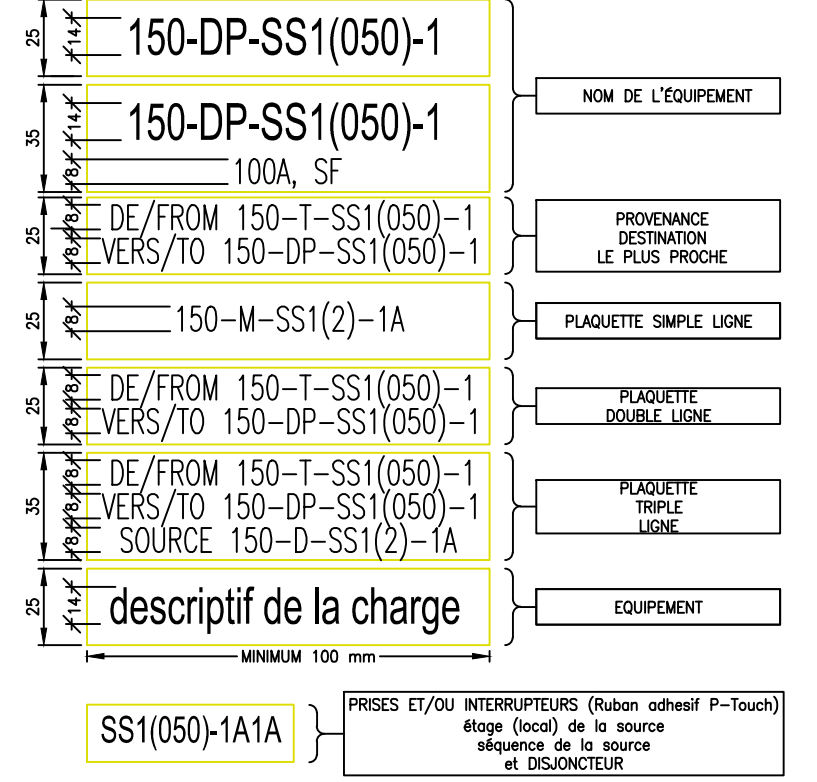 25
14
150-DP-SS1(050)-1
35
14
150-DP-SS1(050)-1
8
100A, SF
NOM DE L'ÉQUIPEMENT
25
8
DE/FROM 150-T-SS1(050)-1
8
VERS/TO 150-DP-SS1(050)-1
PROVENANCE
DESTINATION
LE PLUS PROCHE
25
8
150-M-SS1(2)-1A
PLAQUETTE SIMPLE LIGNE
25
8
DE/FROM 150-T-SS1(050)-1
8
VERS/TO 150-DP-SS1(050)-1
PLAQUETTE
DOUBLE LIGNE
35
8
DE/FROM 150-T-SS1(050)-1
8
VERS/TO 150-DP-SS1(050)-1
8
SOURCE 150-D-SS1(2)-1A
PLAQUETTE
TRIPLE
LIGNE
25
14
descriptif de la charge
EQUIPEMENT
MINIMUM 100 mm
SS1(050)-1A1A
PRISES ET/OU INTERRUPTEURS (Ruban adhesif P-Touch)
étage (local) de la source
séquence de la source
et DISJONCTEUR